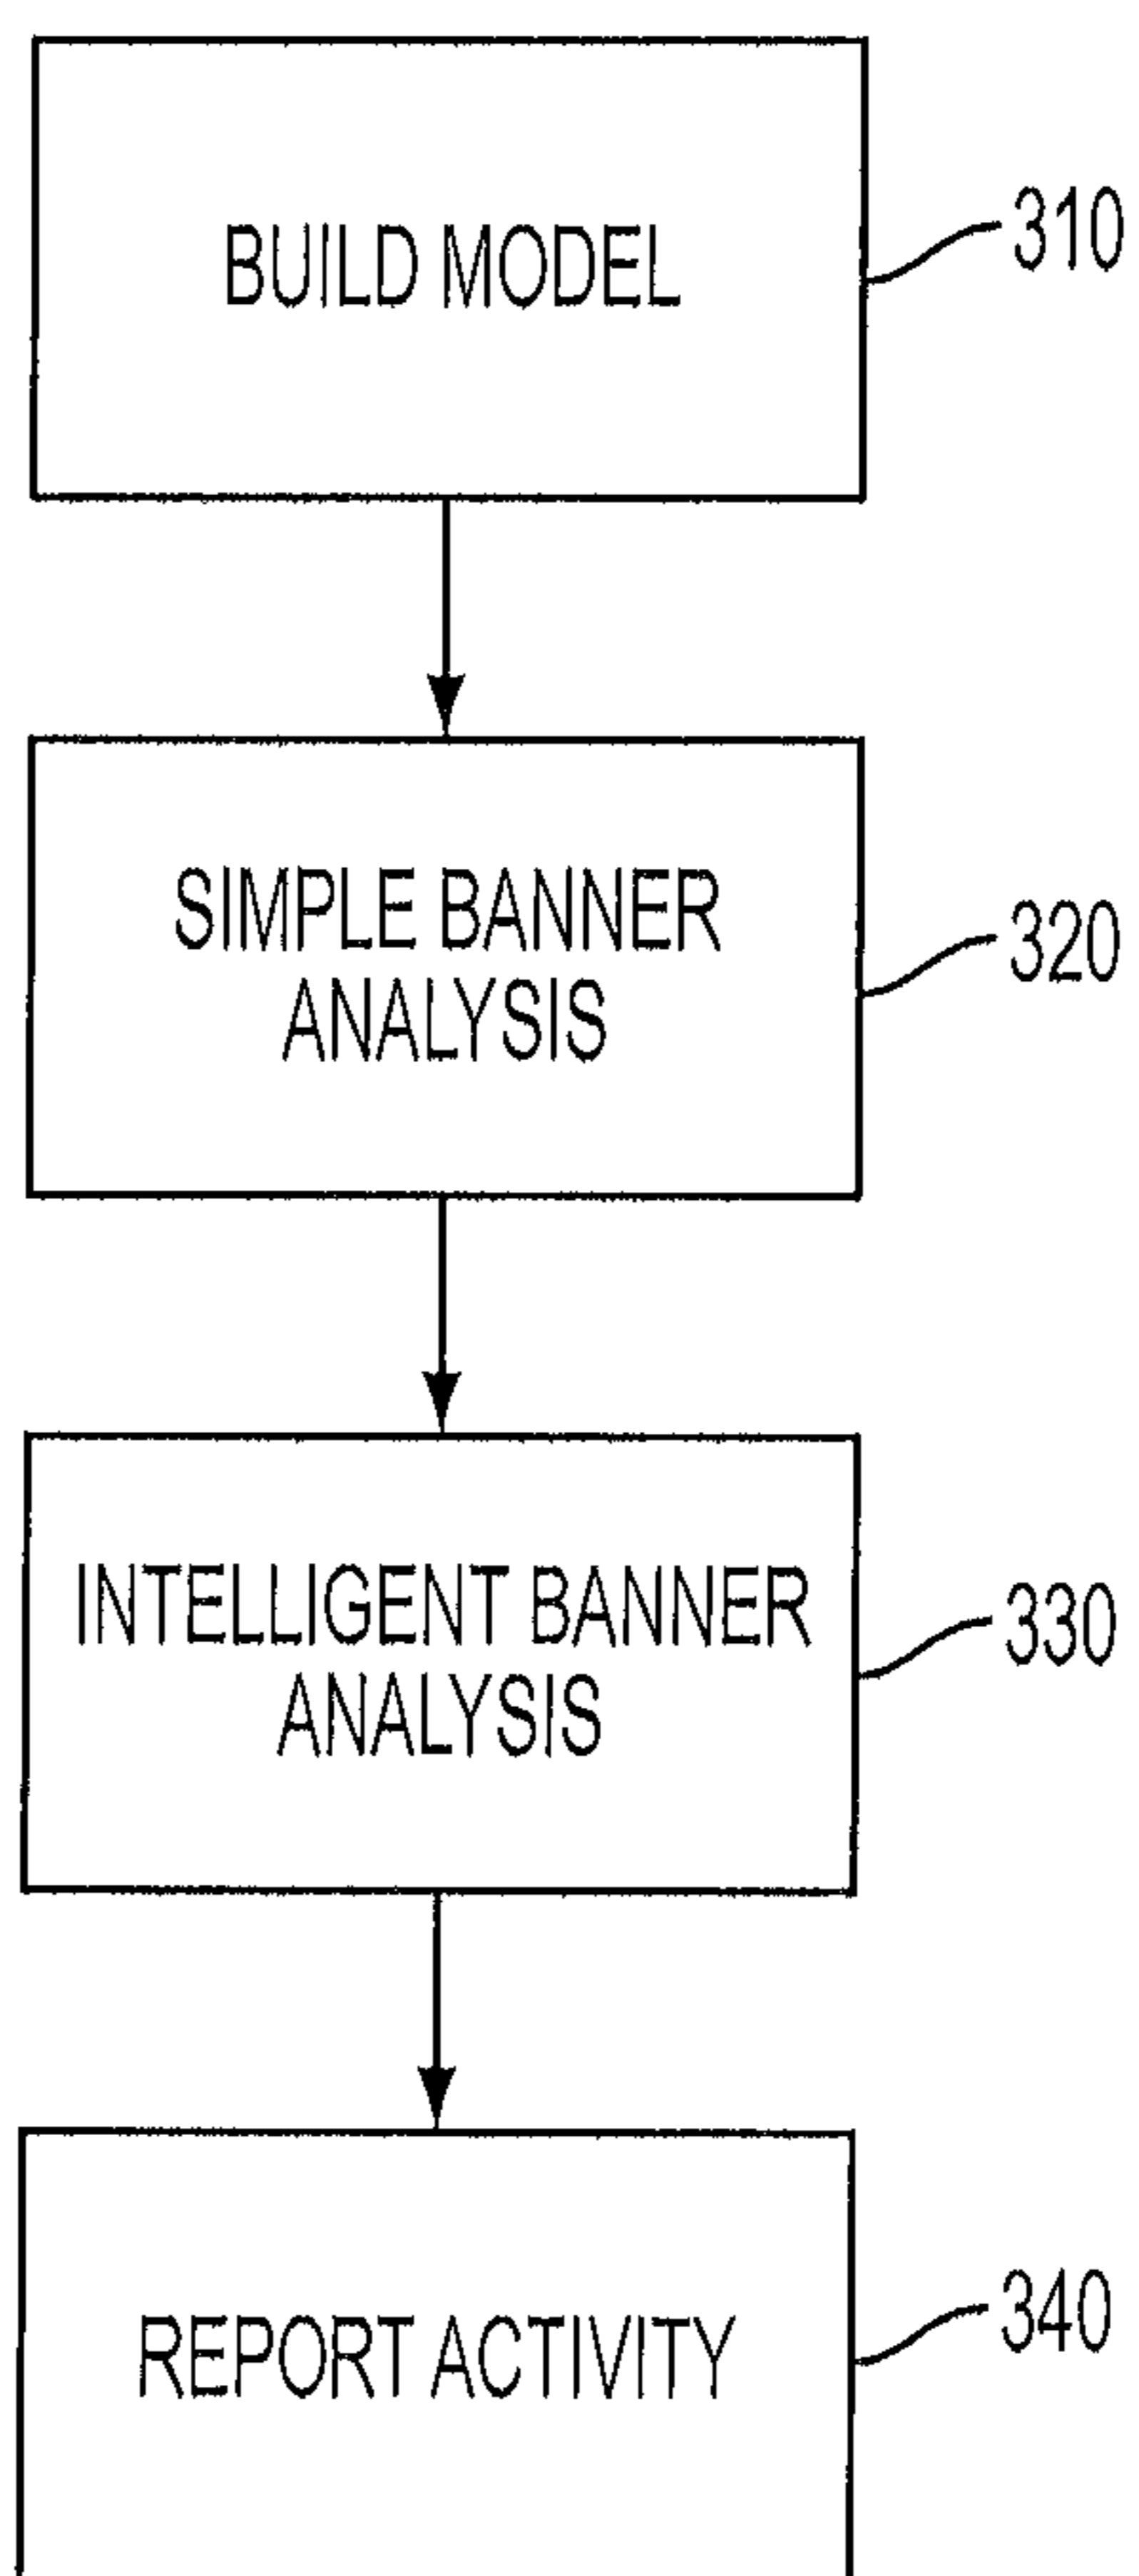 BUILD MODEL
310
SIMPLE BANNER
ANALYSIS
320
INTELLIGENT BANNER
ANALYSIS
330
REPORT ACTIVITY
340